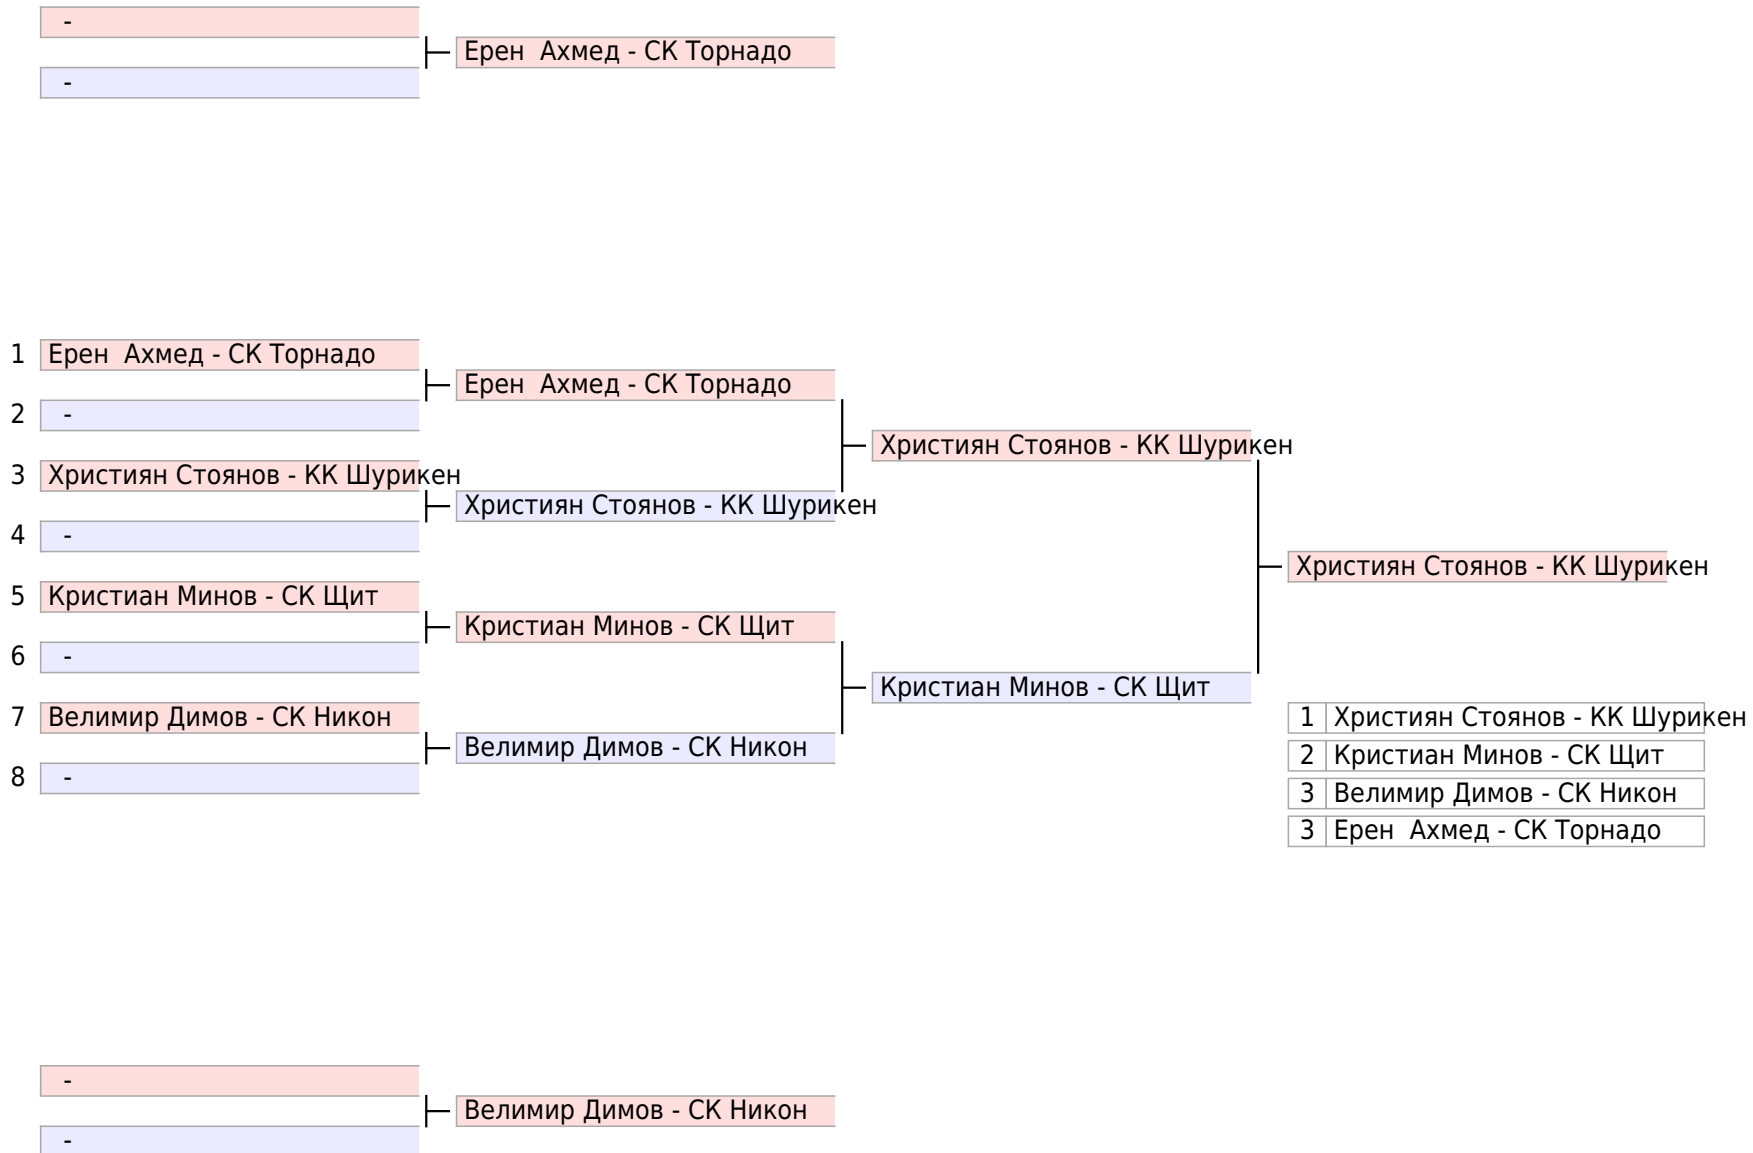 -
Ерен  Ахмед - СК Торнадо
-
1 Ерен  Ахмед - СК Торнадо
Ерен  Ахмед - СК Торнадо
2 -
Християн Стоянов - КК Шурикен
3 Християн Стоянов - КК Шурикен
Християн Стоянов - КК Шурикен
4 -
Християн Стоянов - КК Шурикен
5 Кристиан Минов - СК Щит
Кристиан Минов - СК Щит
6 -
Кристиан Минов - СК Щит
7 Велимир Димов - СК Никон
1 Християн Стоянов - КК Шурикен
Велимир Димов - СК Никон
2 Кристиан Минов - СК Щит
8 -
3 Велимир Димов - СК Никон
3 Ерен  Ахмед - СК Торнадо
-
Велимир Димов - СК Никон
-